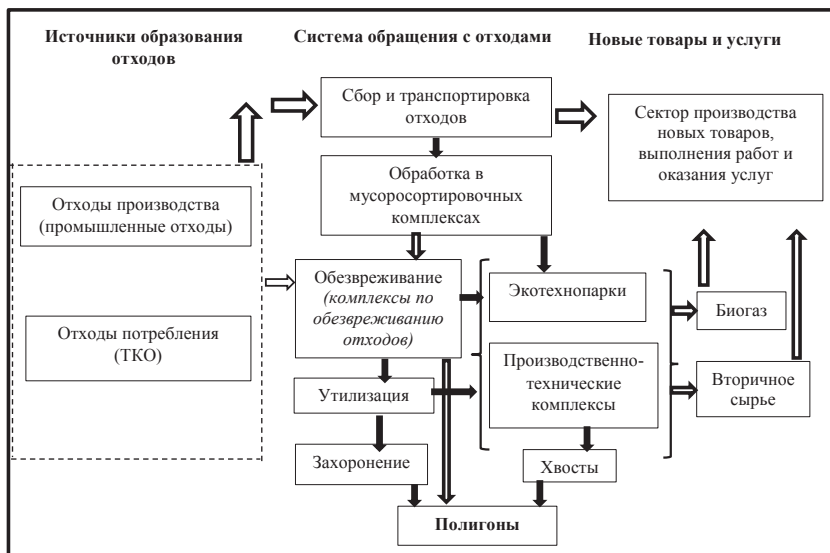 Источники образования
отходов
Система обращения с отходами
Новые товары и услуги
Сбор и транспортировка
отходов
Сектор производства
новых товаров,
выполнения работ и
оказания услуг
Обработка в
мусоросортировочных
комплексах
Отходы производства
(промышленные отходы)
Обезвреживание
(комплексы по
обезвреживанию
отходов)
Экотехнопарки
Биогаз
Отходы потребления
(ТКО)
Производственно-
технические
комплексы
Вторичное
сырье
Утилизация
Захоронение
Хвосты
Полигоны